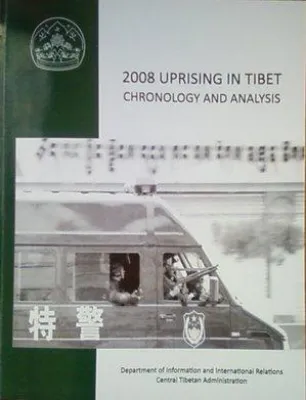 2008 UPRISING IN TIBET
CHRONOLOGY AND ANALYSIS
特警
Department of Information and International Relations
Central Tibetan Administration